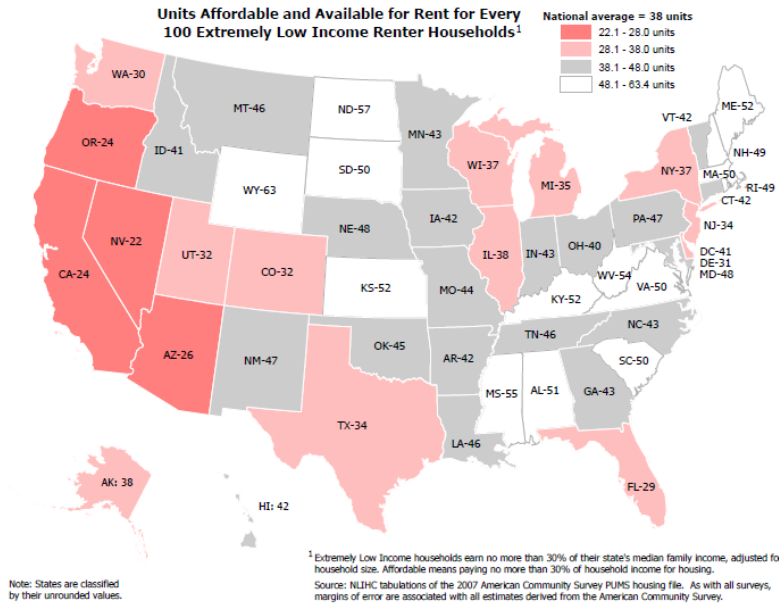 Units Affordable and Available for Rent for Every
100 Extremely Low Income Renter Households¹
National average = 38 units
22.1 - 28.0 units
28.1 - 38.0 units
38.1 - 48.0 units
48.1 - 63.4 units
WA-30
OR-24
CA-24
NV-22
ID-41
MT-46
WY-63
UT-32
CO-32
AZ-26
NM-47
ND-57
SD-50
NE-48
KS-52
OK-45
TX-34
MN-43
IA-42
MO-44
AR-42
LA-46
WI-37
IL-38
MI-35
IN-43
OH-40
KY-52
TN-46
MS-55
AL-51
GA-43
FL-29
SC-50
NC-43
VA-50
WV-54
PA-47
NY-37
VT-42
ME-52
NH-49
MA-50
RI-49
CT-42
NJ-34
DC-41
DE-31
MD-48
AK: 38
HI: 42
¹ Extremely Low Income households earn no more than 30% of their state's median family income, adjusted for
household size. Affordable means paying no more than 30% of household income for housing.
Note: States are classified
by their unrounded values.
Source: NLIHC tabulations of the 2007 American Community Survey PUMS housing file. As with all surveys,
margins of error are associated with all estimates derived from the American Community Survey.